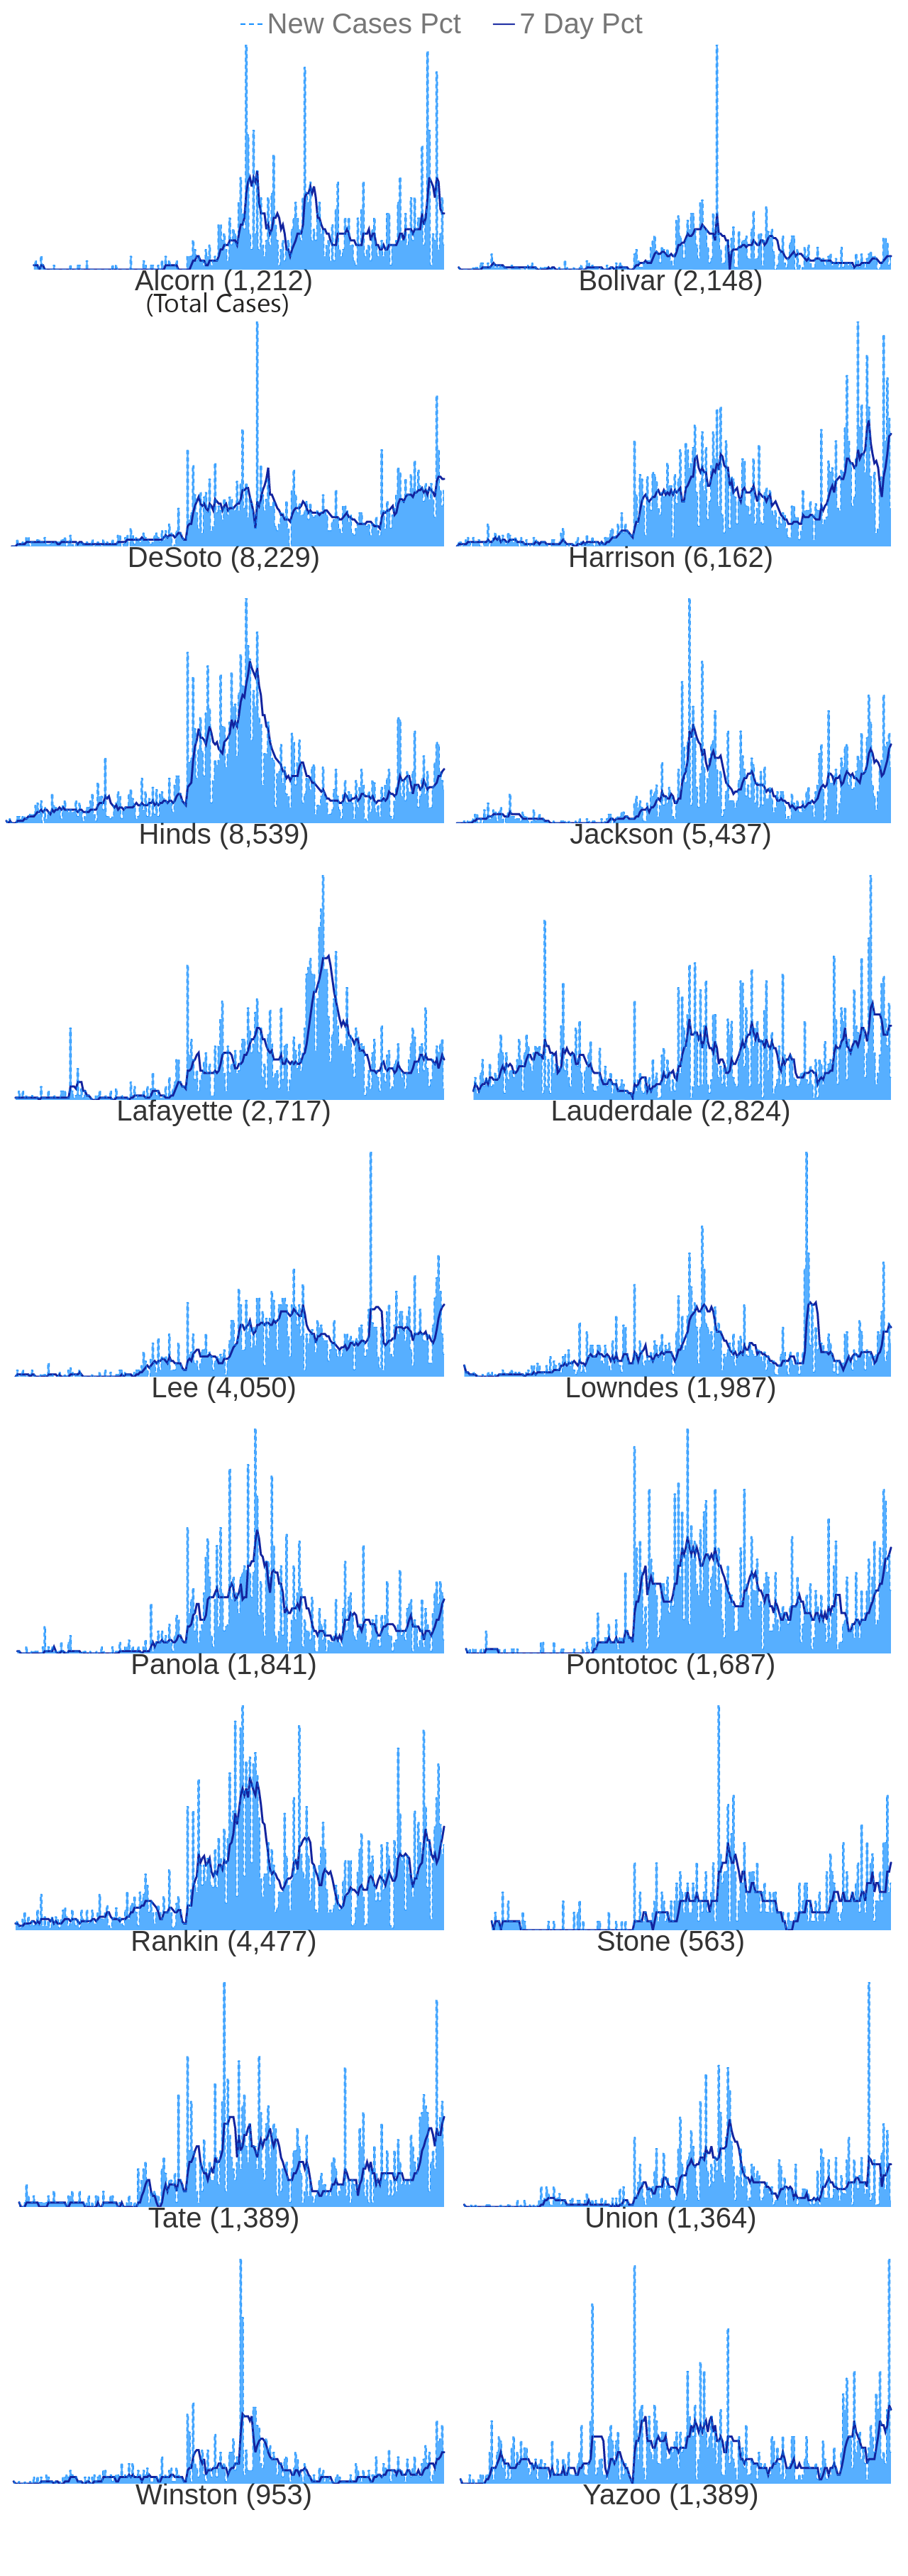 New Cases Pct 7 Day Pct
Alcorn (1,212) Bolivar (2,148)
(Total Cases)
DeSoto (8,229) Harrison (6,162)
Hinds (8,539) Jackson (5,437)
Lafayette (2,717) Lauderdale (2,824)
Lee (4,050) Lowndes (1,987)
Panola (1,841) Pontotoc (1,687)
Rankin (4,477) Stone (563)
Tate (1,389) Union (1,364)
Winston (953) Yazoo (1,389)